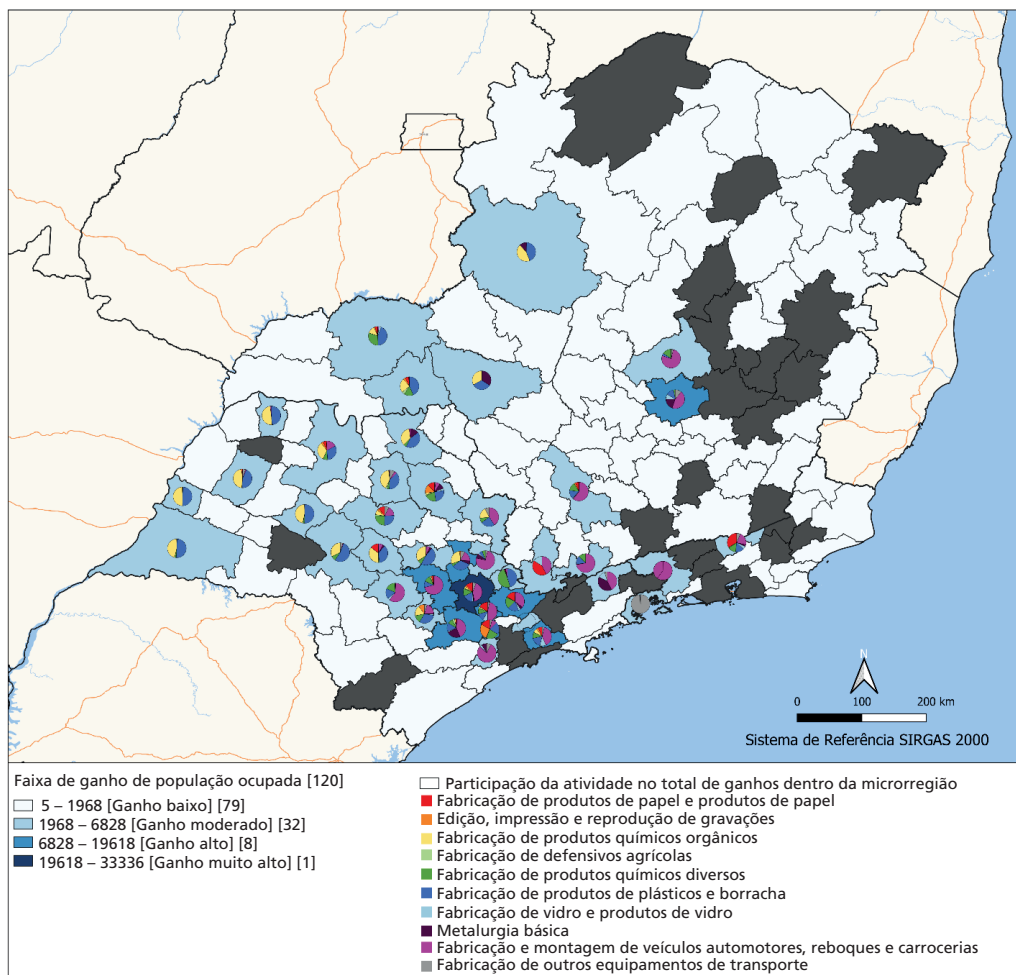 N
0 100 200 km
Sistema de Referência SIRGAS 2000
Faixa de ganho de população ocupada [120]
5 – 1968 [Ganho baixo] [79]
1968 – 6828 [Ganho moderado] [32]
6828 – 19618 [Ganho alto] [8]
19618 – 33336 [Ganho muito alto] [1]
Participação da atividade no total de ganhos dentro da microrregião
Fabricação de produtos de papel e produtos de papel
Edição, impressão e reprodução de gravações
Fabricação de produtos químicos orgânicos
Fabricação de defensivos agrícolas
Fabricação de produtos químicos diversos
Fabricação de produtos de plásticos e borracha
Fabricação de vidro e produtos de vidro
Metalurgia básica
Fabricação e montagem de veículos automotores, reboques e carrocerias
Fabricação de outros equipamentos de transporte